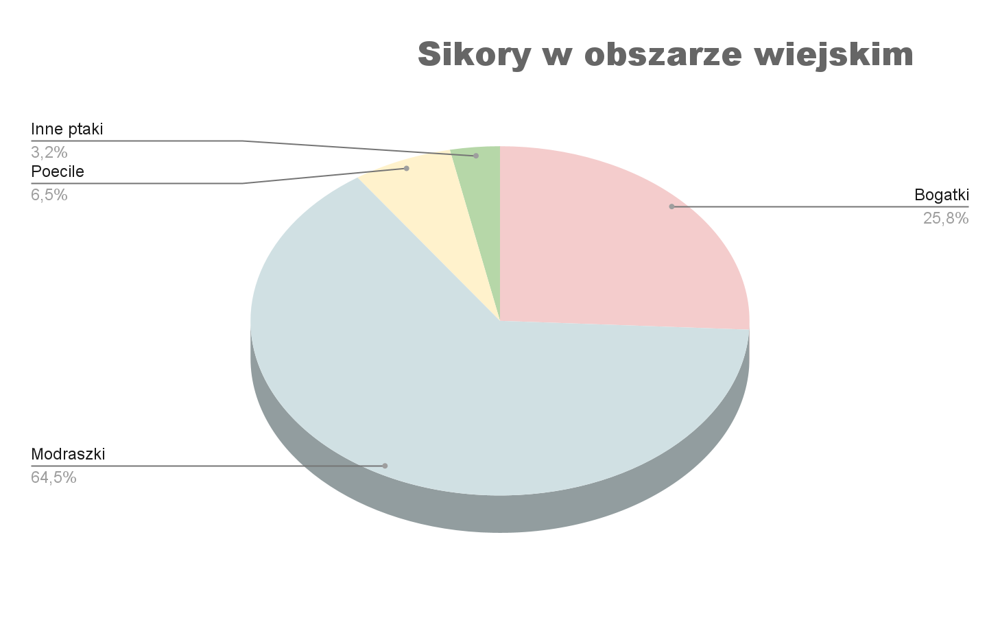 Sikory w obszarze wiejskim
Inne ptaki
3,2%
Poecile
6,5%
Bogatki
25,8%
Modraszki
64,5%